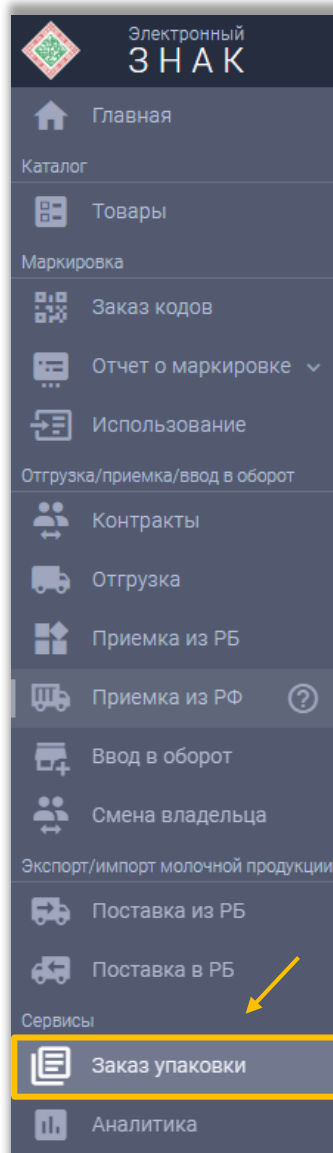 Электронный
ЗНАК
Главная
Каталог
Товары
Маркировка
Заказ кодов
Отчет о маркировке
Использование
Отгрузка/приемка/ввод в оборот
Контракты
Отгрузка
Приемка из РБ
Приемка из РФ ?
Ввод в оборот
Смена владельца
Экспорт/импорт молочной продукции
Поставка из РБ
Поставка в РБ
Сервисы
Заказ упаковки
Аналитика